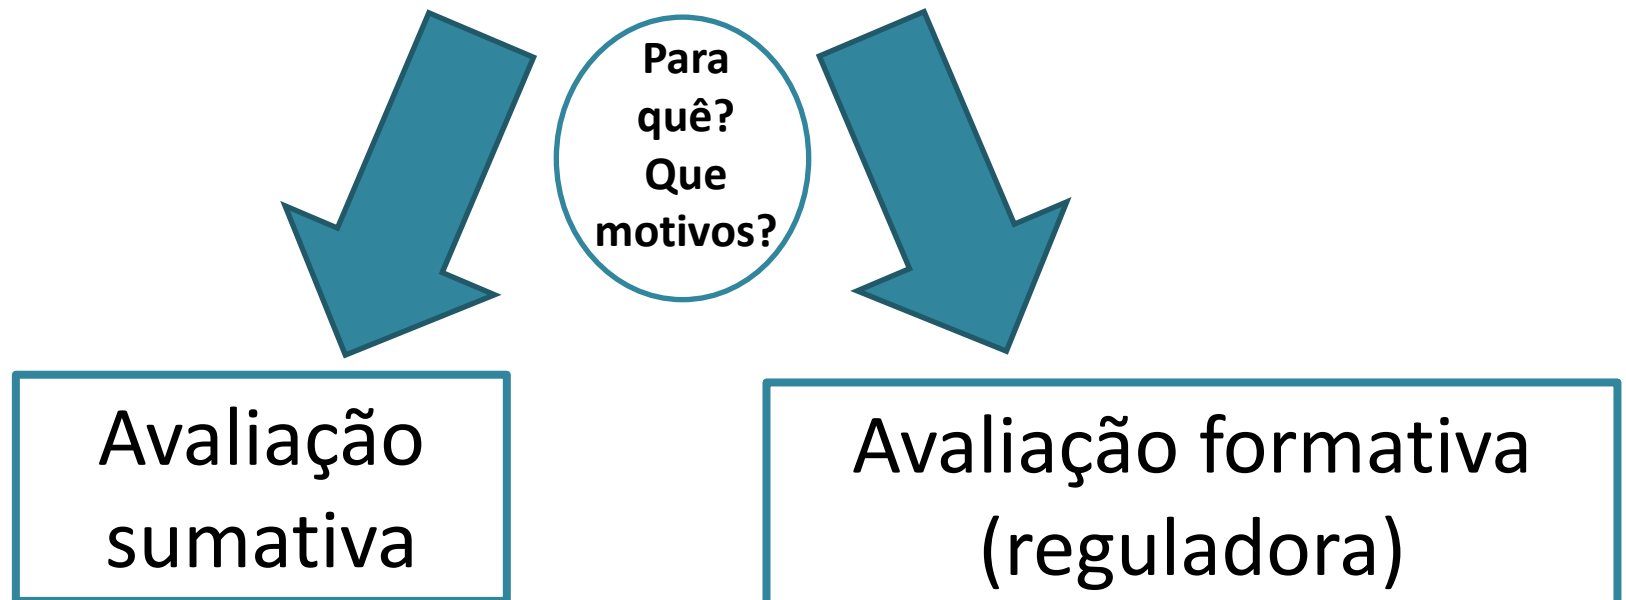 Para
quê?
Que
motivos?
Avaliação
sumativa
Avaliação formativa
(reguladora)